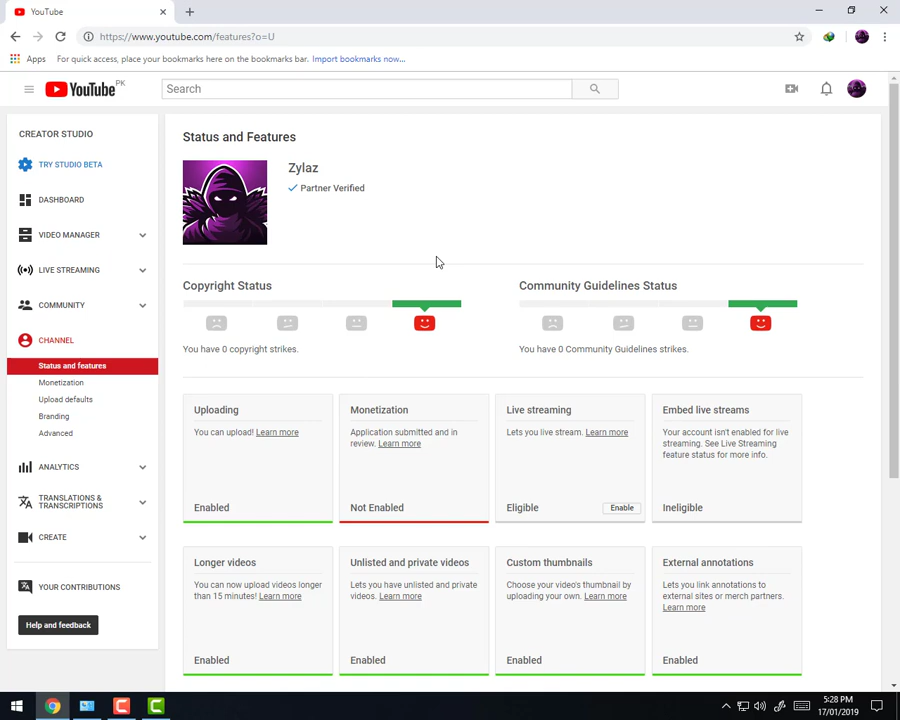 YouTube
https://www.youtube.com/features?o=U
Apps
For quick access, place your bookmarks here on the bookmarks bar. Import bookmarks now...
YouTube PK
Search
CREATOR STUDIO
TRY STUDIO BETA
DASHBOARD
VIDEO MANAGER
LIVE STREAMING
COMMUNITY
CHANNEL
Status and features
Monetization
Upload defaults
Branding
Advanced
ANALYTICS
TRANSLATIONS &
TRANSCRIPTIONS
CREATE
YOUR CONTRIBUTIONS
Help and feedback
Status and Features
Zylaz
Partner Verified
Copyright Status
You have 0 copyright strikes.
Community Guidelines Status
You have 0 Community Guidelines strikes.
Uploading
You can upload! Learn more
Enabled
Monetization
Application submitted and in
review. Learn more
Not Enabled
Live streaming
Lets you live stream. Learn more
Eligible
Enable
Embed live streams
Your account isn't enabled for live
streaming. See Live Streaming
feature status for more info.
Ineligible
Longer videos
You can now upload videos longer
than 15 minutes! Learn more
Enabled
Unlisted and private videos
Lets you have unlisted and private
videos. Learn more
Enabled
Custom thumbnails
Choose your video's thumbnail by
uploading your own. Learn more
Enabled
External annotations
Lets you link annotations to
external sites or merch partners.
Learn more
Enabled
5:28 PM
17/01/2019